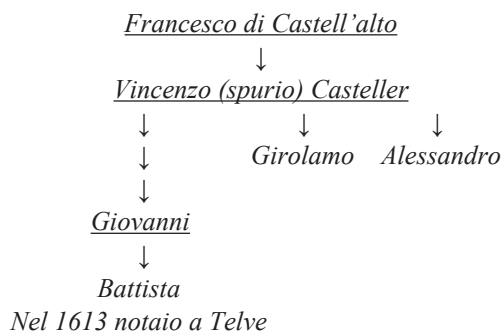 Francesco di Castell’alto
↓
Vincenzo (spurio) Casteller
↓ ↓ ↓
↓ Girolamo Alessandro
↓
Giovanni
↓
Battista
Nel 1613 notaio a Telve